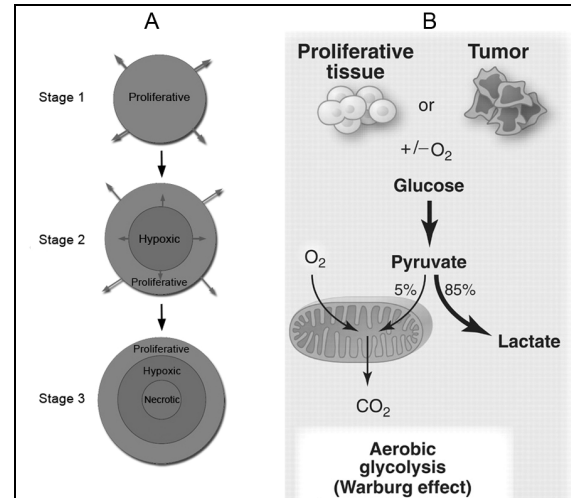 A
Stage 1
Proliferative
Stage 2
Hypoxic
Proliferative
Stage 3
Proliferative
Hypoxic
Necrotic
B
Proliferative
tissue
or
Tumor
+/−O₂
Glucose
O₂
Pyruvate
5%
85%
Lactate
CO₂
Aerobic
glycolysis
(Warburg effect)